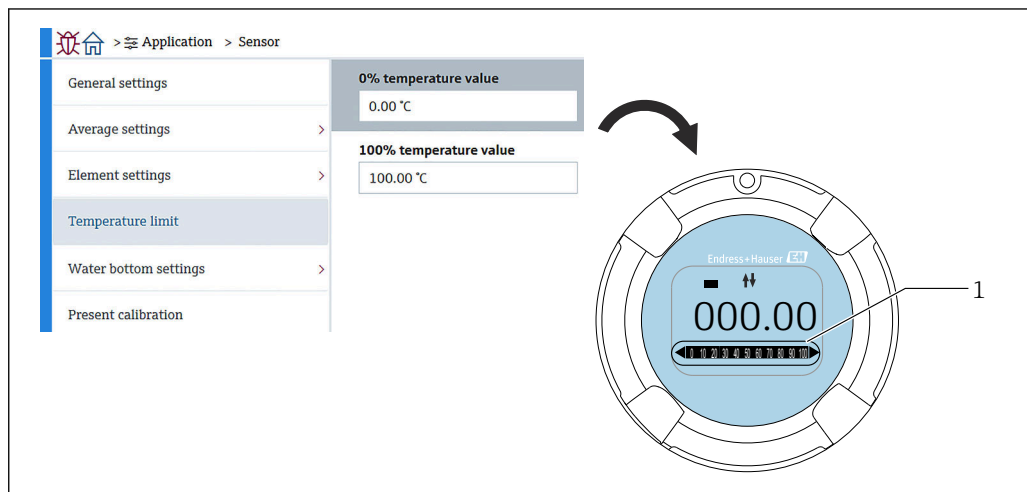 > Application > Sensor
General settings
Average settings >
Element settings >
Temperature limit
Water bottom settings >
Present calibration
0% temperature value
0.00 °C
100% temperature value
100.00 °C
Endress+Hauser EH
000.00
0 10 20 30 40 50 60 70 80 90 100
1